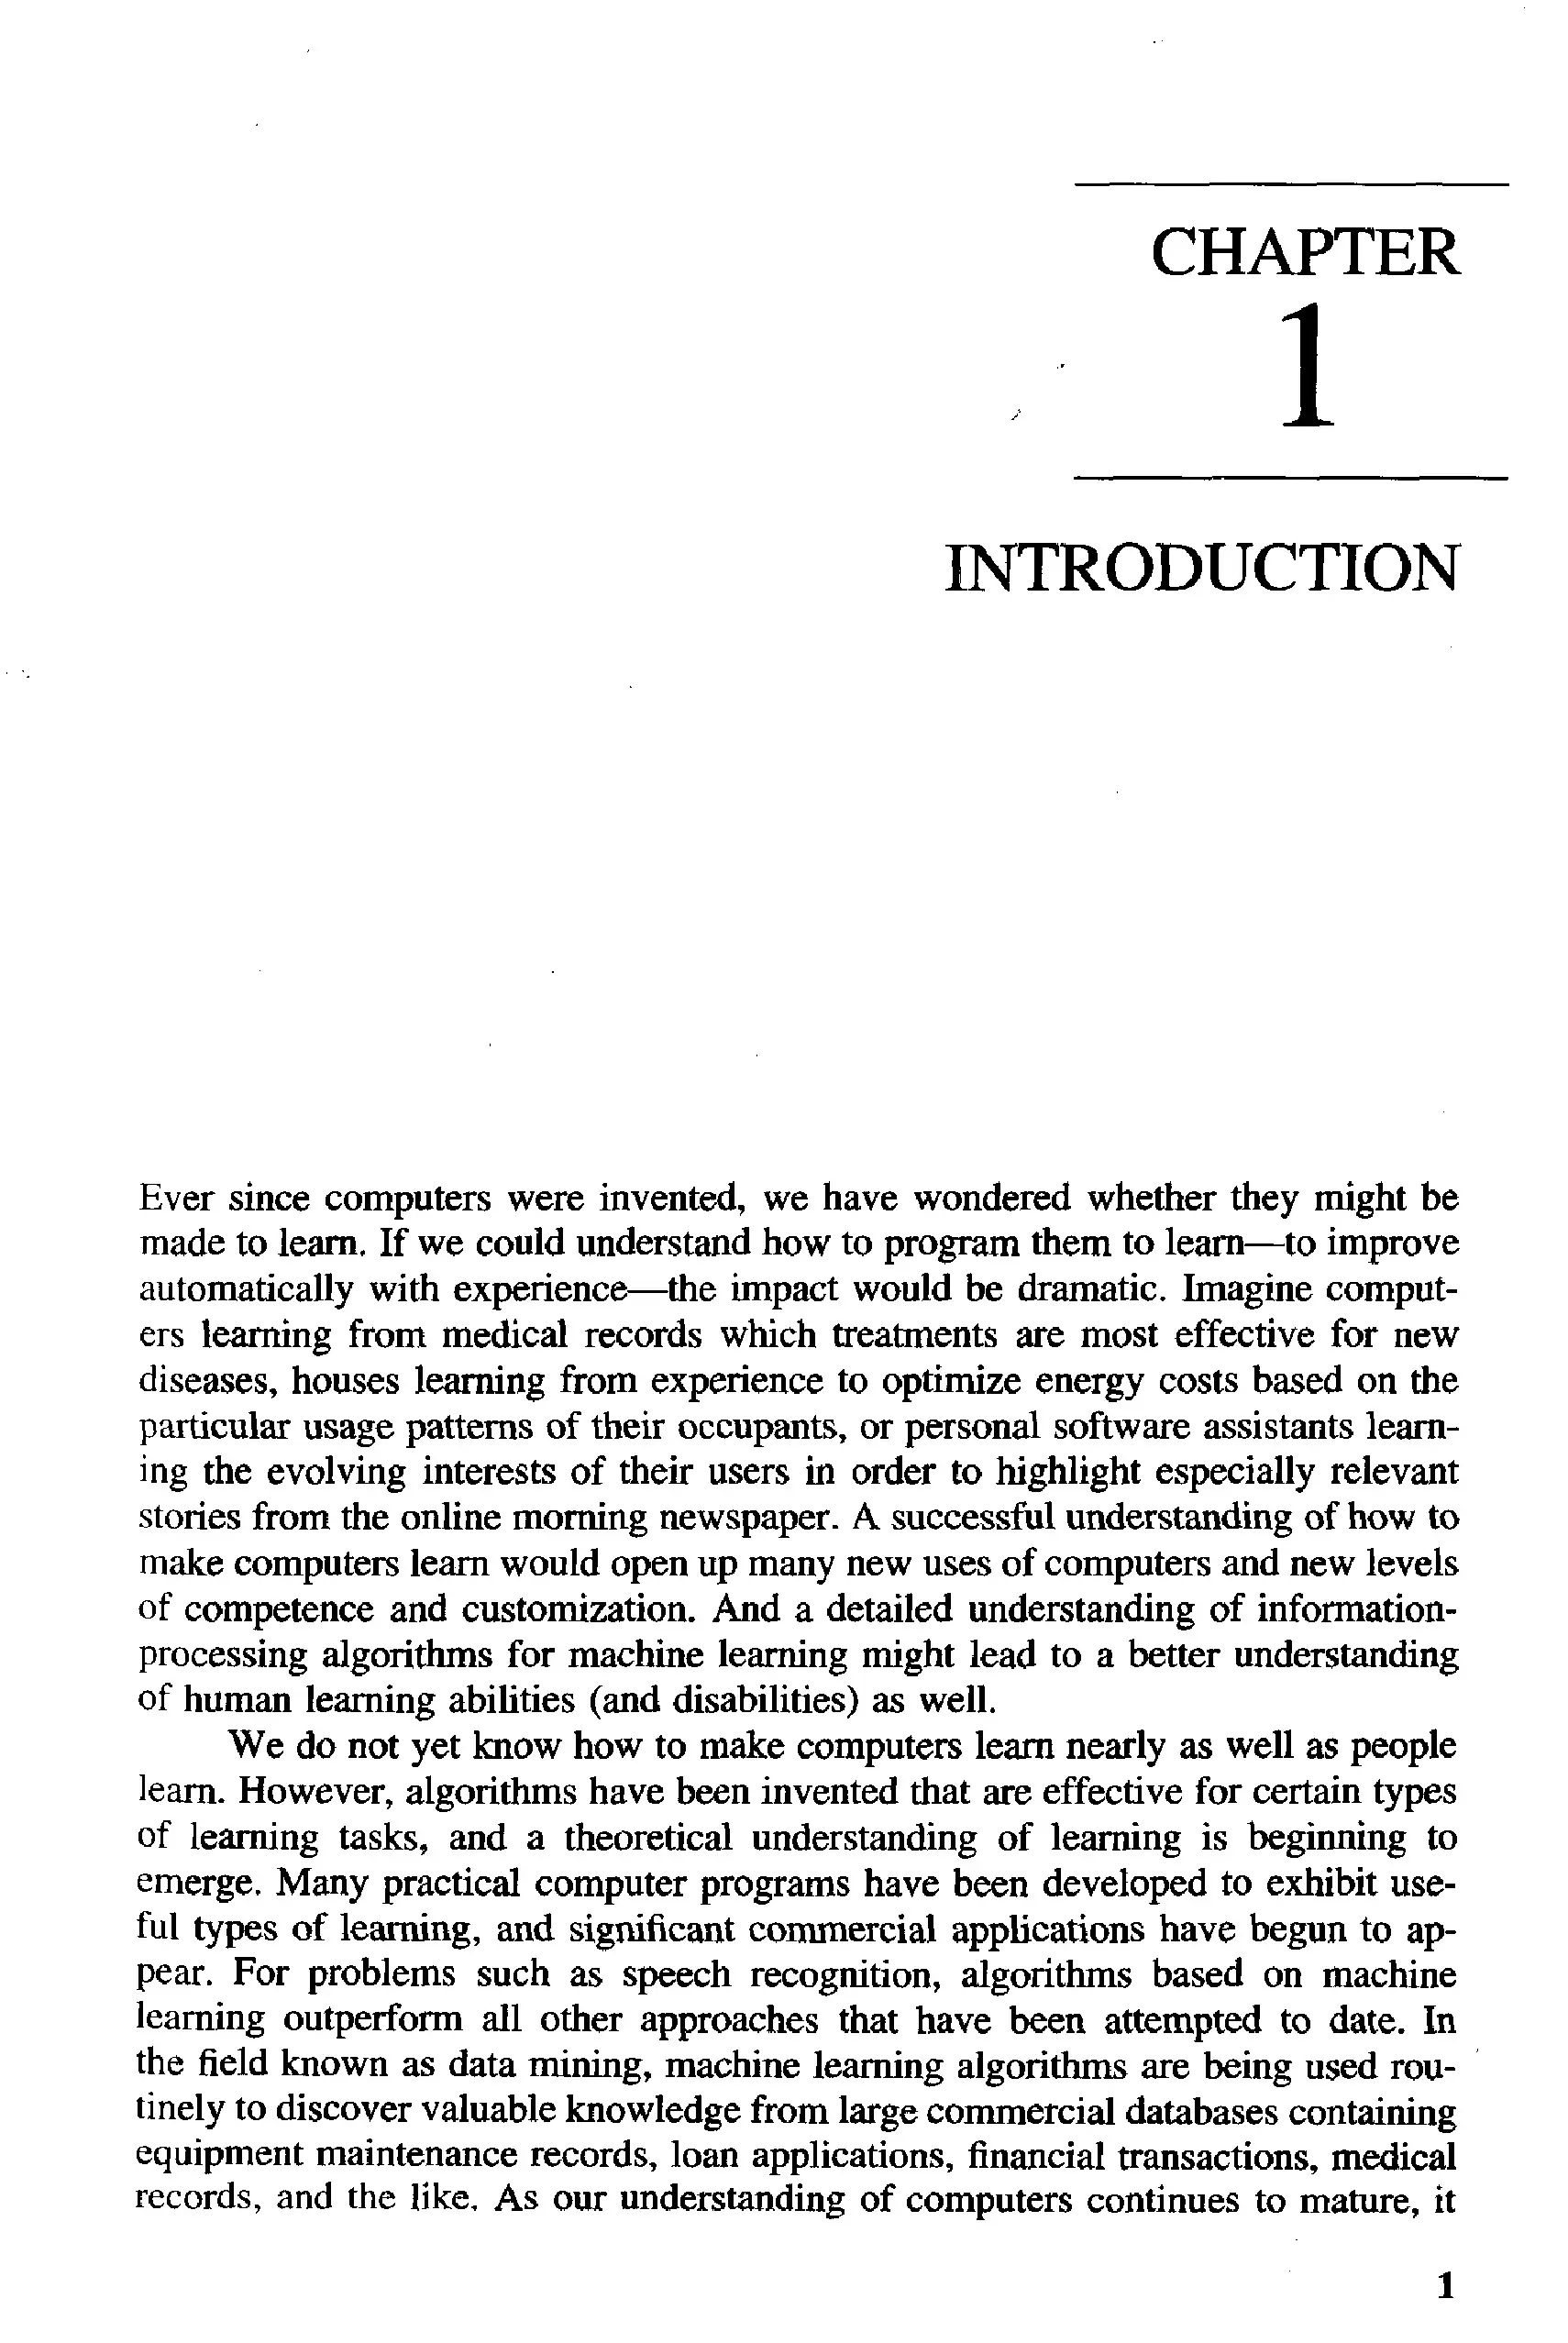 CHAPTER
1
INTRODUCTION
Ever since computers were invented, we have wondered whether they might be
made to learn. If we could understand how to program them to learn—to improve
automatically with experience—the impact would be dramatic. Imagine comput-
ers learning from medical records which treatments are most effective for new
diseases, houses learning from experience to optimize energy costs based on the
particular usage patterns of their occupants, or personal software assistants learn-
ing the evolving interests of their users in order to highlight especially relevant
stories from the online morning newspaper. A successful understanding of how to
make computers learn would open up many new uses of computers and new levels
of competence and customization. And a detailed understanding of information-
processing algorithms for machine learning might lead to a better understanding
of human learning abilities (and disabilities) as well.
We do not yet know how to make computers learn nearly as well as people
learn. However, algorithms have been invented that are effective for certain types
of learning tasks, and a theoretical understanding of learning is beginning to
emerge. Many practical computer programs have been developed to exhibit use-
ful types of learning, and significant commercial applications have begun to ap-
pear. For problems such as speech recognition, algorithms based on machine
learning outperform all other approaches that have been attempted to date. In
the field known as data mining, machine learning algorithms are being used rou-
tinely to discover valuable knowledge from large commercial databases containing
equipment maintenance records, loan applications, financial transactions, medical
records, and the like. As our understanding of computers continues to mature, it
1